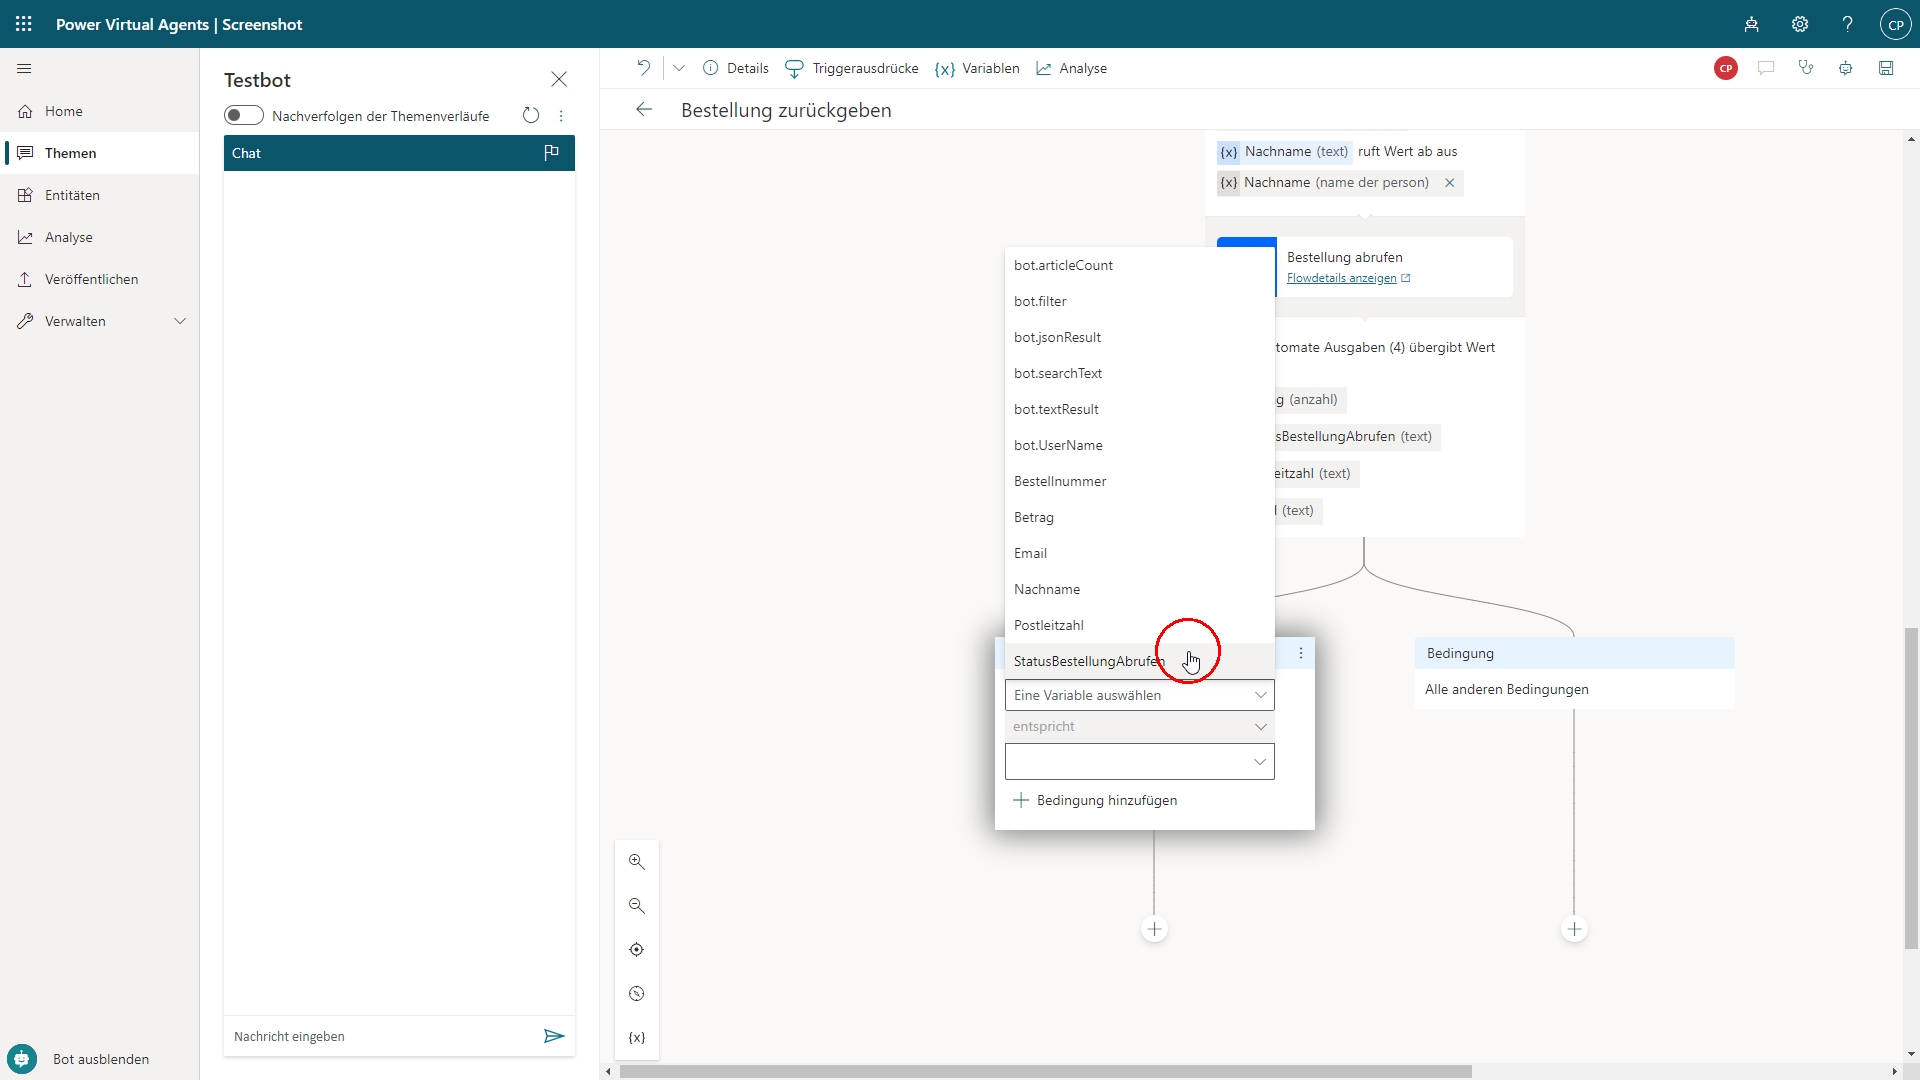 Power Virtual Agents | Screenshot
CP
Home
Themen
Entitäten
Analyse
Veröffentlichen
Verwalten
Bot ausblenden
Testbot
Nachverfolgen der Themenverläufe
Chat
Nachricht eingeben
Details
Triggerausdrücke
{x} Variablen
Analyse
CP
Bestellung zurückgeben
{x} Nachname (text) ruft Wert ab aus
{x} Nachname (name der person)
Bestellung abrufen
Flowdetails anzeigen
tomate Ausgaben (4) übergibt Wert
g (anzahl)
sBestellungAbrufen (text)
eitzahl (text)
l (text)
bot.articleCount
bot.filter
bot.jsonResult
bot.searchText
bot.textResult
bot.UserName
Bestellnummer
Betrag
Email
Nachname
Postleitzahl
StatusBestellungAbrufen
Eine Variable auswählen
entspricht
Bedingung hinzufügen
Bedingung
Alle anderen Bedingungen
{x}